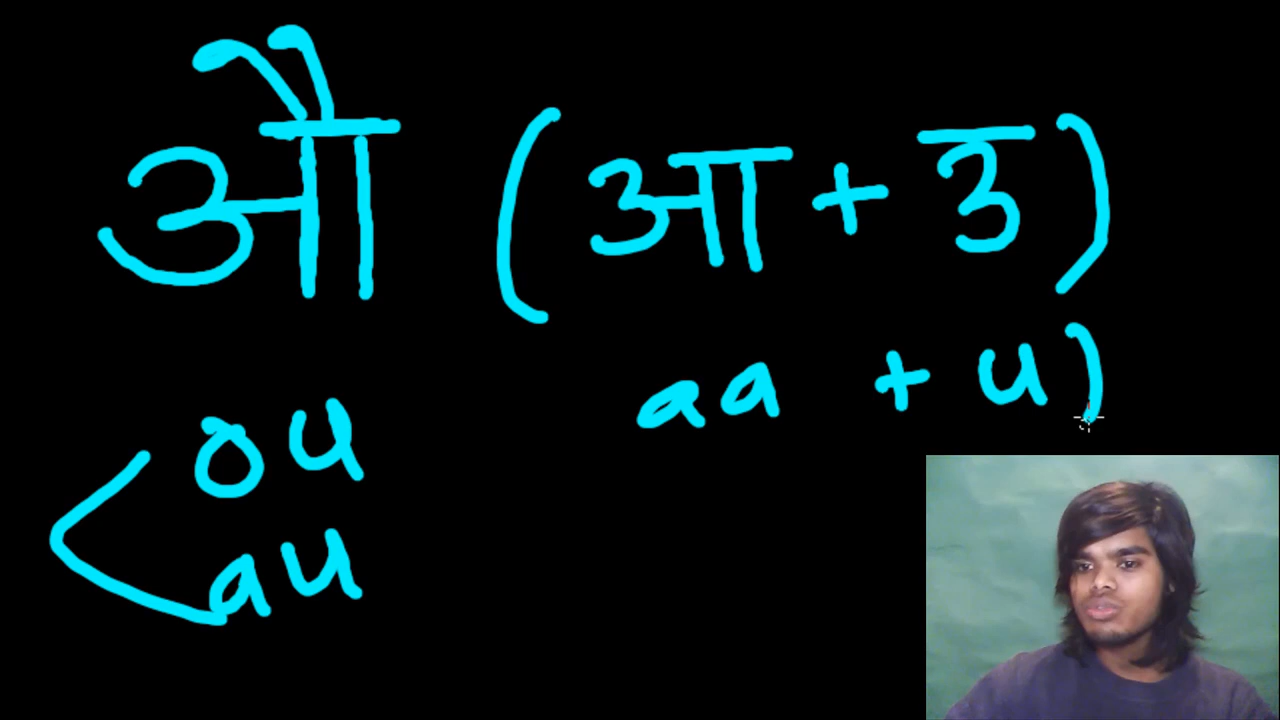 औ (आ + उ)
aa + u)
ou
au